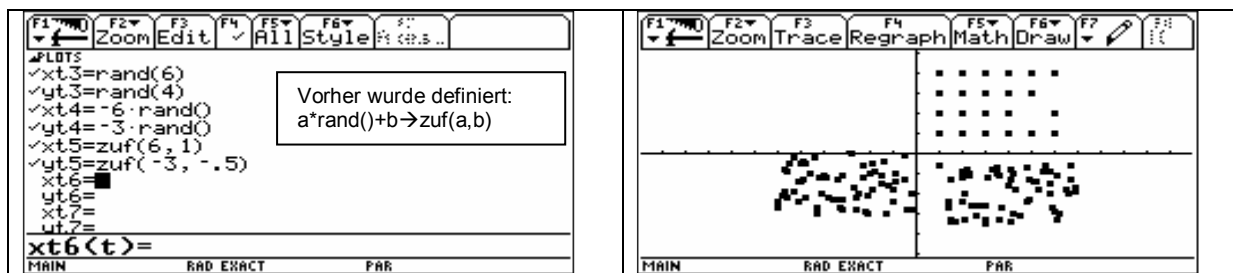 F1 F2 F3 F4 F5 F6
Zoom Edit All Style
PLOTS
✓xt3=rand(6)
✓yt3=rand(4)
✓xt4=-6·rand()
✓yt4=-3·rand()
✓xt5=zuf(6,1)
✓yt5=zuf(-3,-.5)
xt6=
yt6=
xt7=
yt7=
xt6(t)=
MAIN RAD EXACT PAR
Vorher wurde definiert:
a*rand()+b→zuf(a,b)
F1 F2 F3 F4 F5 F6 F7
Zoom Trace Regraph Math Draw
MAIN RAD EXACT PAR